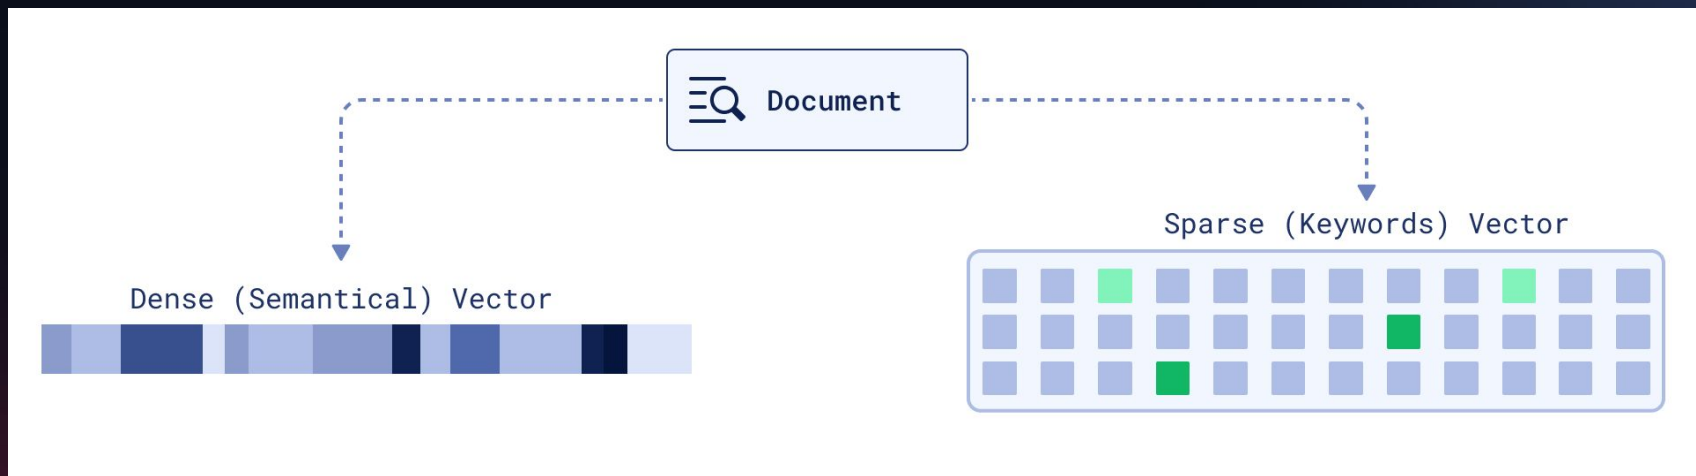 Document
Sparse (Keywords) Vector
Dense (Semantical) Vector